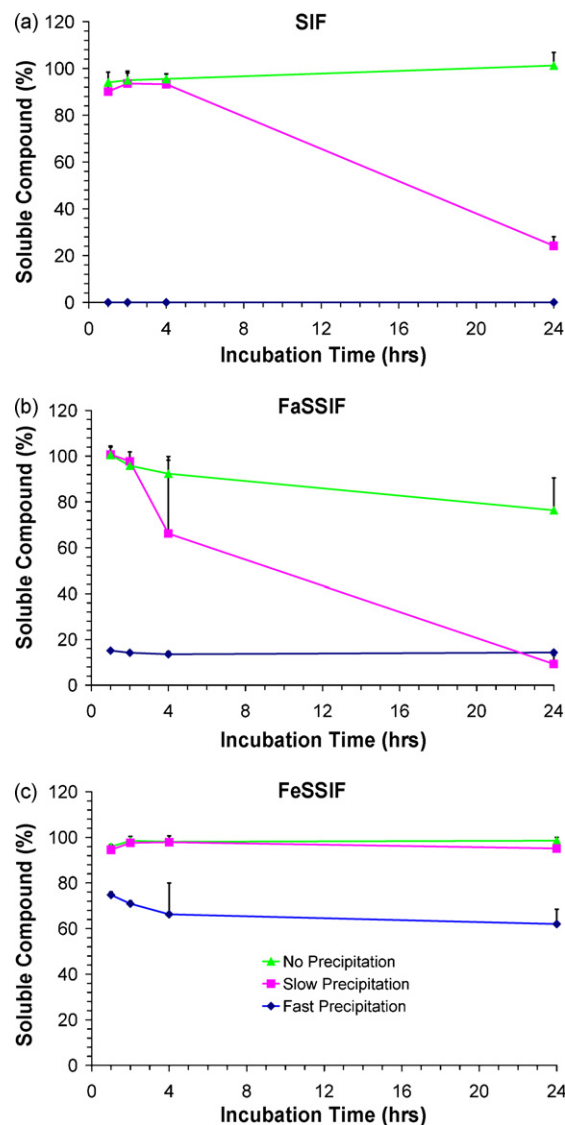 (a) SIF
Soluble Compound (%)
120
100
80
60
40
20
0
0 4 8 12 16 20 24
Incubation Time (hrs)
(b) FaSSIF
Soluble Compound (%)
120
100
80
60
40
20
0
0 4 8 12 16 20 24
Incubation Time (hrs)
(c) FeSSIF
Soluble Compound (%)
120
100
80
60
40
20
0
No Precipitation
Slow Precipitation
Fast Precipitation
0 4 8 12 16 20 24
Incubation Time (hrs)